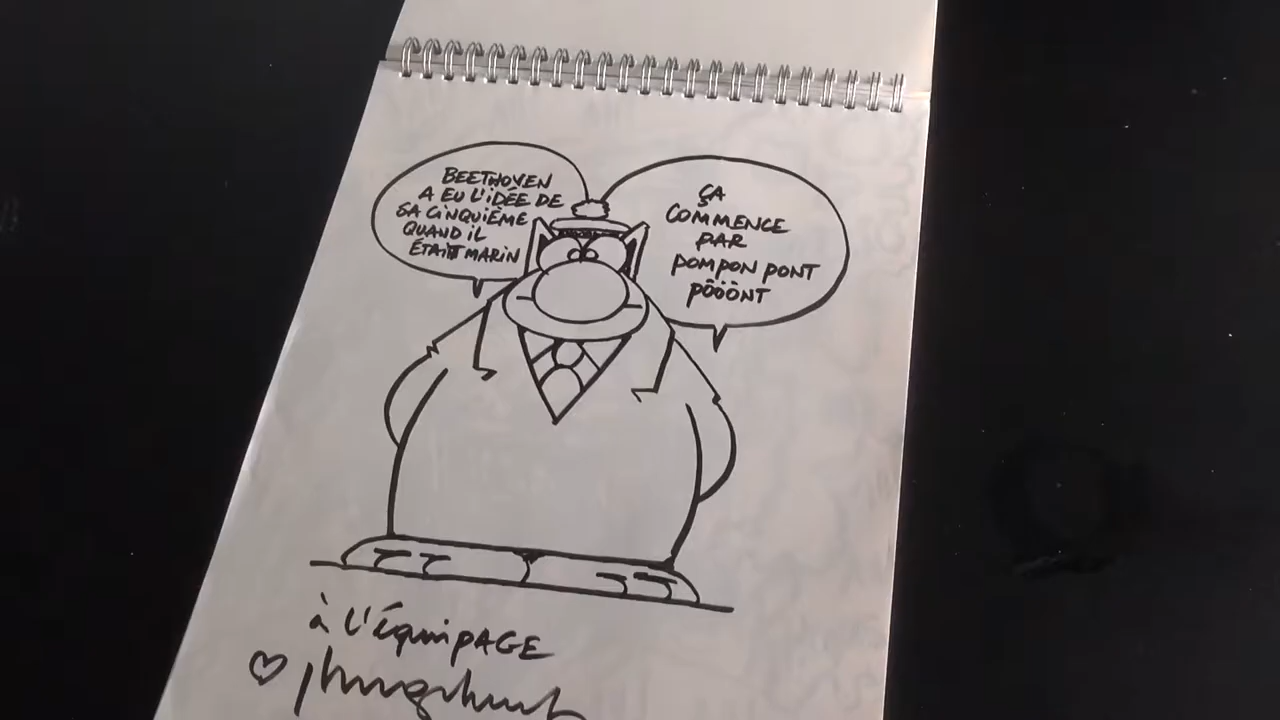 BEETHOVEN
A EU L'IDÉE DE
SA CINQUIÈME
QUAND iL
ÉTAIT MARiN
ÇA
COMMENCE
PAR
POMPON PONT
PÔÔÔNT
à L'ÉquiPAGE